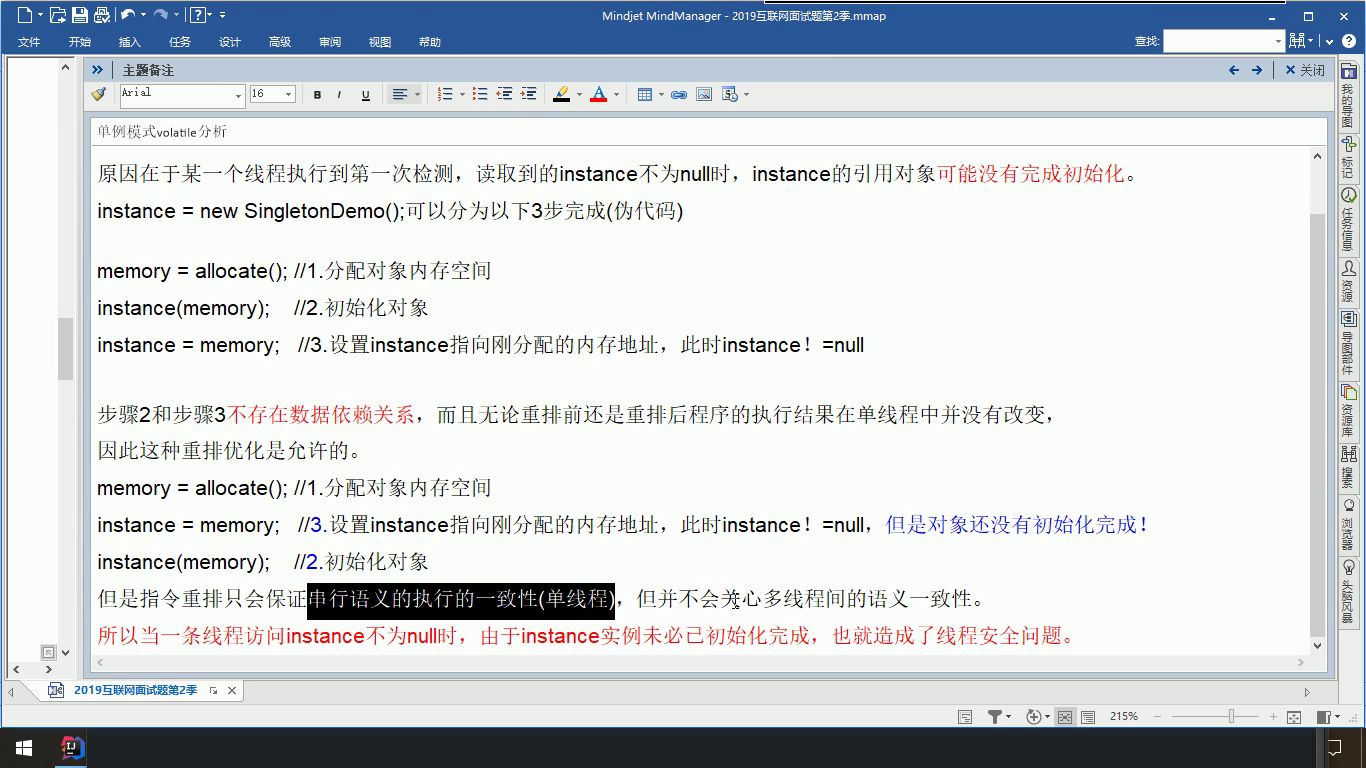 Mindjet MindManager - 2019互联网面试题第2季.mmap
文件 开始 插入 任务 设计 高级 审阅 视图 帮助 查找:
主题备注 关闭
Arial 16 B I U A
单例模式volatile分析
原因在于某一个线程执行到第一次检测，读取到的instance不为null时，instance的引用对象可能没有完成初始化。
instance = new SingletonDemo();可以分为以下3步完成(伪代码)
memory = allocate(); //1.分配对象内存空间
instance(memory); //2.初始化对象
instance = memory; //3.设置instance指向刚分配的内存地址，此时instance！=null
步骤2和步骤3不存在数据依赖关系，而且无论重排前还是重排后程序的执行结果在单线程中并没有改变，
因此这种重排优化是允许的。
memory = allocate(); //1.分配对象内存空间
instance = memory; //3.设置instance指向刚分配的内存地址，此时instance！=null，但是对象还没有初始化完成！
instance(memory); //2.初始化对象
但是指令重排只会保证串行语义的执行的一致性(单线程)，但并不会关心多线程间的语义一致性。
所以当一条线程访问instance不为null时，由于instance实例未必已初始化完成，也就造成了线程安全问题。
我的导图
标记
任务信息
资源
导图部件
资源库
搜索
浏览器
头脑风暴
2019互联网面试题第2季
215%
IJ